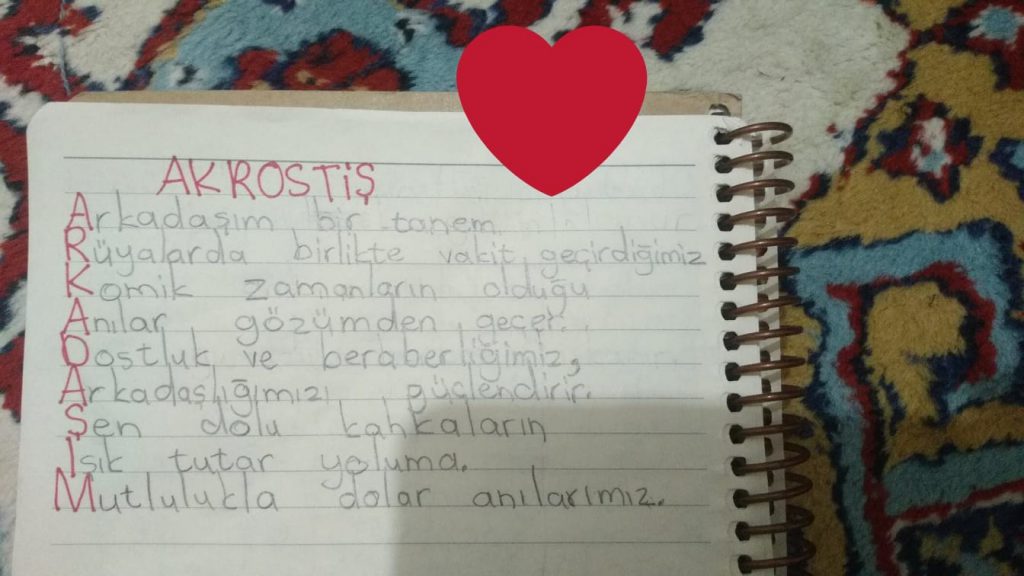 AKROSTİŞ
Arkadaşım bir tanem
Rüyalarda birlikte vakit geçirdiğimiz
Komik zamanların olduğu
Anılar gözümden geçer.
Dostluk ve beraberliğimiz,
Arkadaşlığımızı güçlendirir.
Şen dolu kahkaların
Işık tutar yoluma.
Mutlulukla dolar anılarımız.